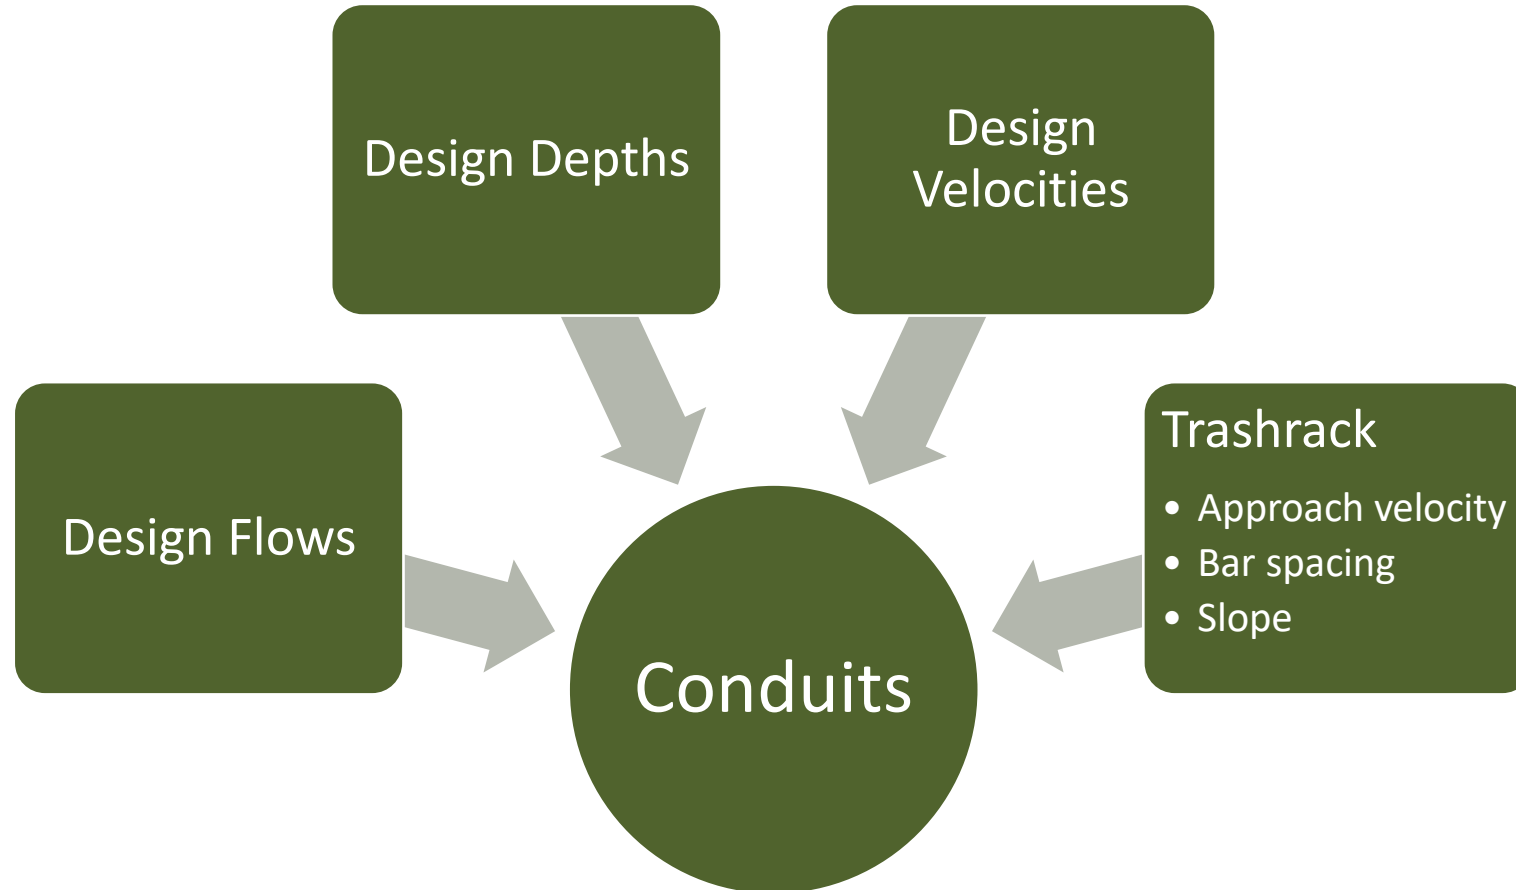 Design Flows
Design Depths
Design
Velocities
Trashrack
• Approach velocity
• Bar spacing
• Slope
Conduits